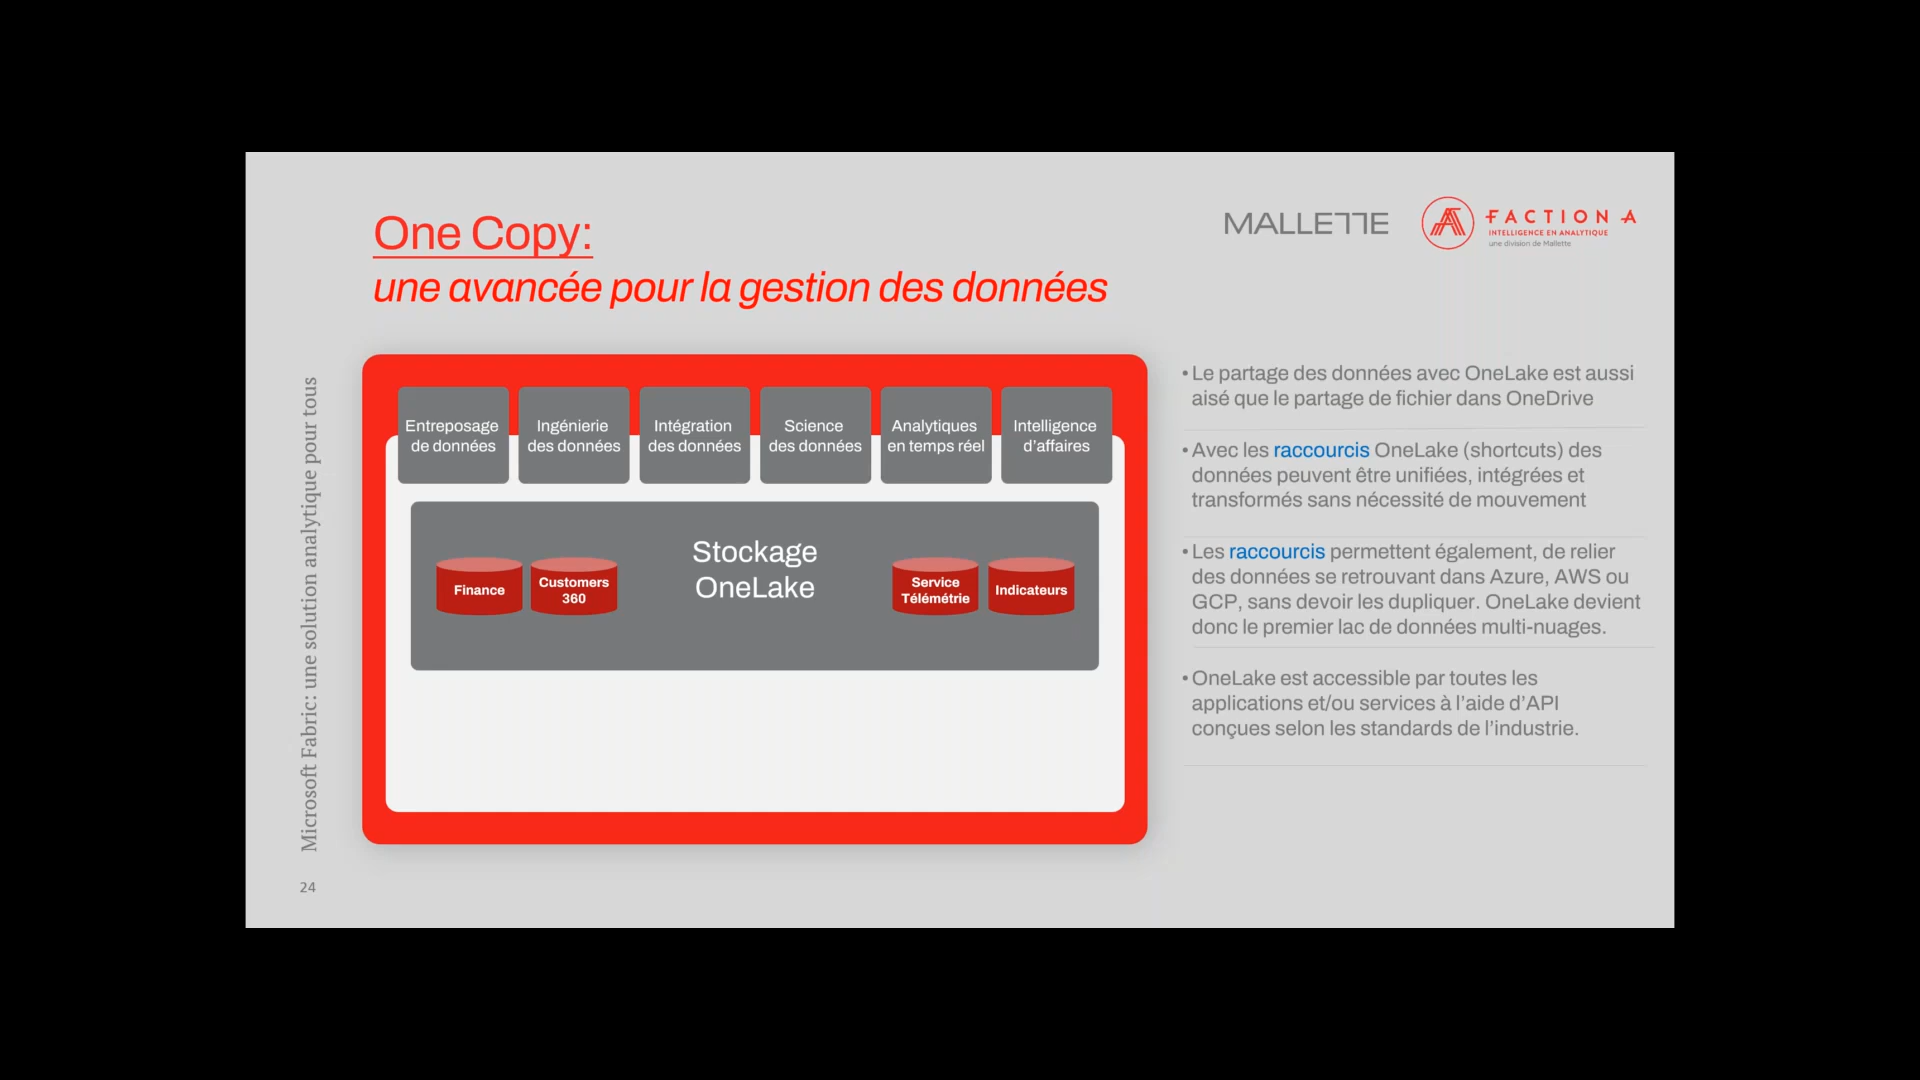 One Copy:
une avancée pour la gestion des données
MALLETTE
FACTION A
INTELLIGENCE EN ANALYTIQUE
une division de Mallette
Microsoft Fabric: une solution analytique pour tous
Entreposage
de données
Ingénierie
des données
Intégration
des données
Science
des données
Analytiques
en temps réel
Intelligence
d’affaires
Stockage
OneLake
Finance
Customers
360
Service
Télémétrie
Indicateurs
• Le partage des données avec OneLake est aussi
aisé que le partage de fichier dans OneDrive
• Avec les raccourcis OneLake (shortcuts) des
données peuvent être unifiées, intégrées et
transformés sans nécessité de mouvement
• Les raccourcis permettent également, de relier
des données se retrouvant dans Azure, AWS ou
GCP, sans devoir les dupliquer. OneLake devient
donc le premier lac de données multi-nuages.
• OneLake est accessible par toutes les
applications et/ou services à l’aide d’API
conçues selon les standards de l’industrie.
24